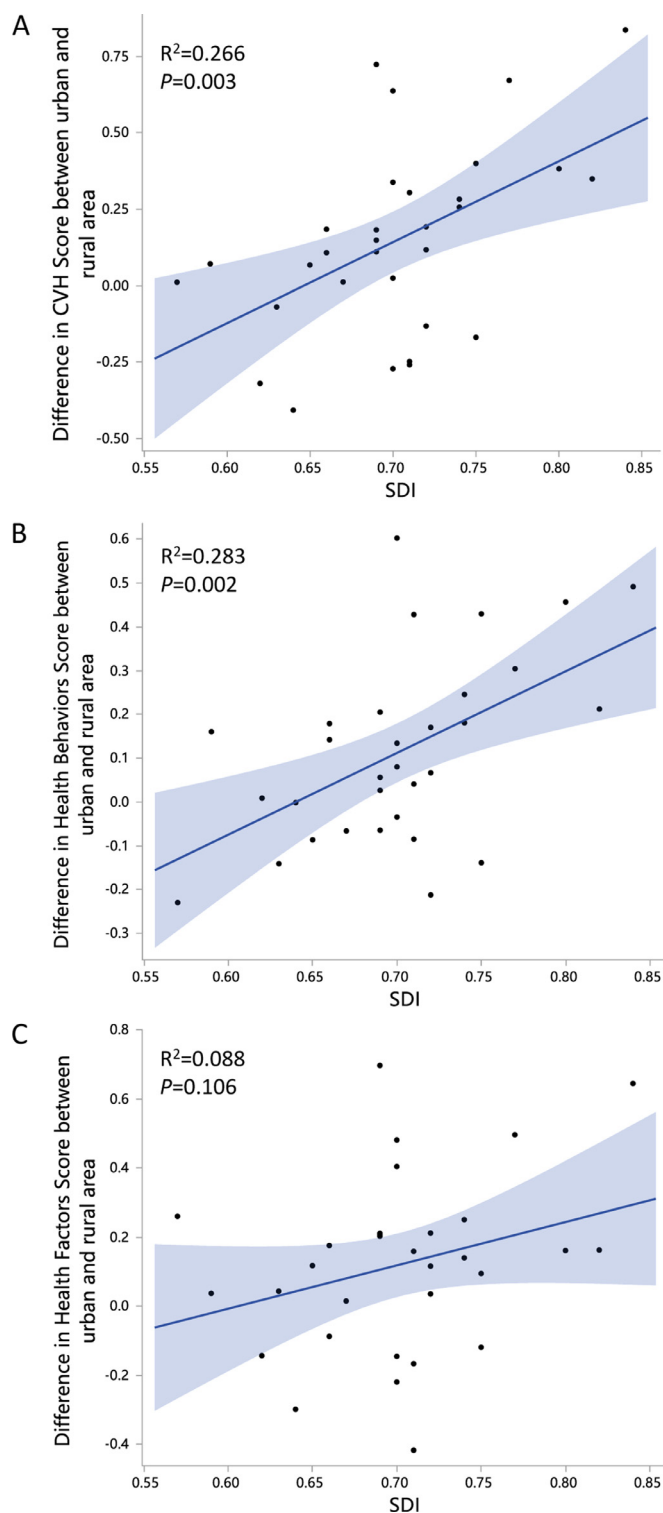 A
R²=0.266
P=0.003
Difference in CVH Score between urban and
rural area
0.75
0.50
0.25
0.00
-0.25
-0.50
0.55 0.60 0.65 0.70 0.75 0.80 0.85
SDI
B
R²=0.283
P=0.002
Difference in Health Behaviors Score between
urban and rural area
0.6
0.5
0.4
0.3
0.2
0.1
0.0
-0.1
-0.2
-0.3
0.55 0.60 0.65 0.70 0.75 0.80 0.85
SDI
C
R²=0.088
P=0.106
Difference in Health Factors Score between
urban and rural area
0.8
0.6
0.4
0.2
0.0
-0.2
-0.4
0.55 0.60 0.65 0.70 0.75 0.80 0.85
SDI